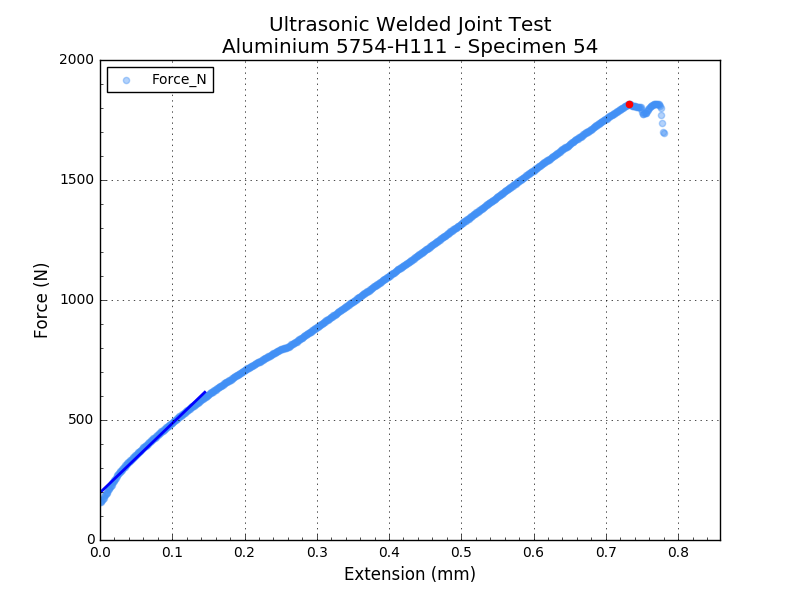 Ultrasonic Welded Joint Test
Aluminium 5754-H111 - Specimen 54
Force_N
2000
1500
1000
500
0
Force (N)
0.0 0.1 0.2 0.3 0.4 0.5 0.6 0.7 0.8
Extension (mm)